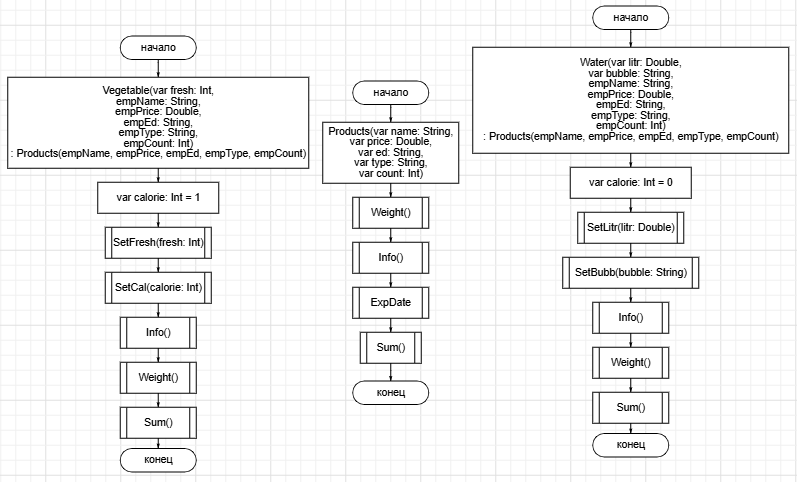 начало
Vegetable(var fresh: Int,
empName: String,
empPrice: Double,
empEd: String,
empType: String,
empCount: Int)
: Products(empName, empPrice, empEd, empType, empCount)
var calorie: Int = 1
SetFresh(fresh: Int)
SetCal(calorie: Int)
Info()
Weight()
Sum()
конец
начало
Products(var name: String,
var price: Double,
var ed: String,
var type: String,
var count: Int)
Weight()
Info()
ExpDate
Sum()
конец
начало
Water(var litr: Double,
var bubble: String,
empName: String,
empPrice: Double,
empEd: String,
empType: String,
empCount: Int)
: Products(empName, empPrice, empEd, empType, empCount)
var calorie: Int = 0
SetLitr(litr: Double)
SetBubb(bubble: String)
Info()
Weight()
Sum()
конец